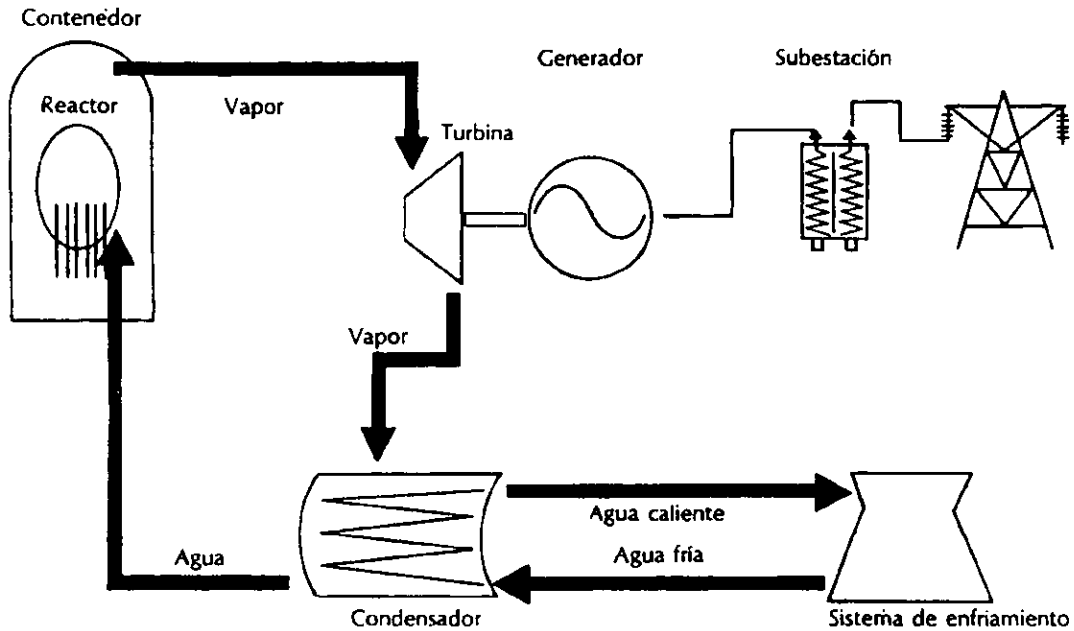 Contenedor
Generador
Subestación
Reactor
Vapor
Turbina
Vapor
Agua caliente
Agua
Agua fría
Condensador
Sistema de enfriamiento